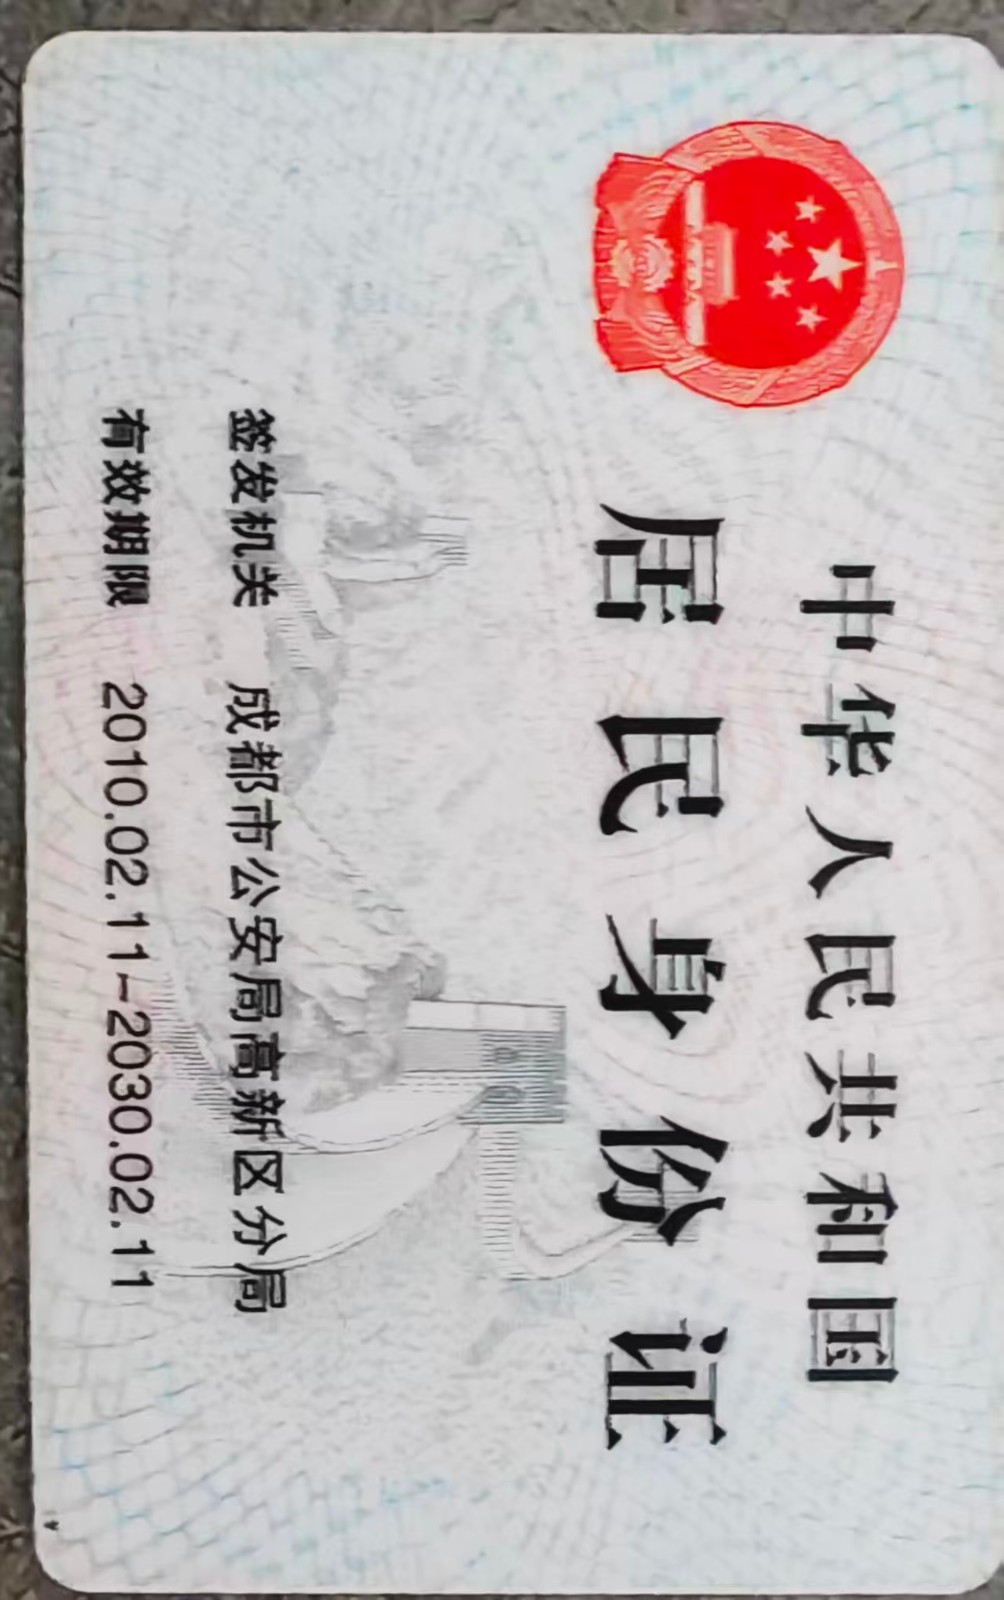 中华人民共和国
居民身份证
签发机关 成都市公安局高新区分局
有效期限 2010.02.11-2030.02.11